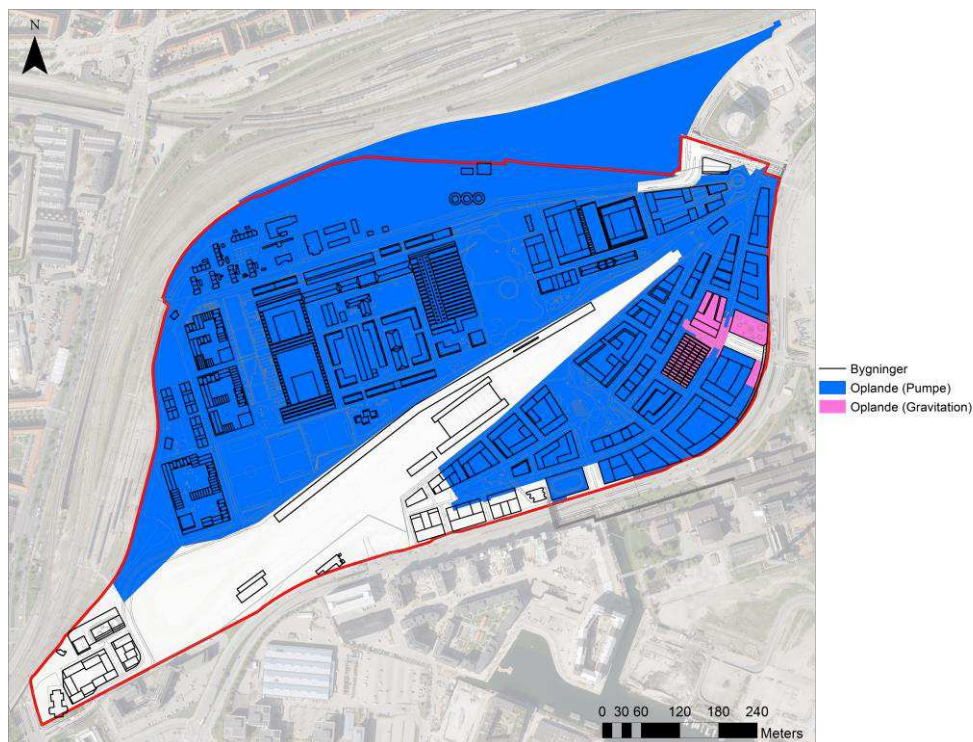 N
Bygninger
Oplande (Pumpe)
Oplande (Gravitation)
0 30 60 120 180 240
Meters